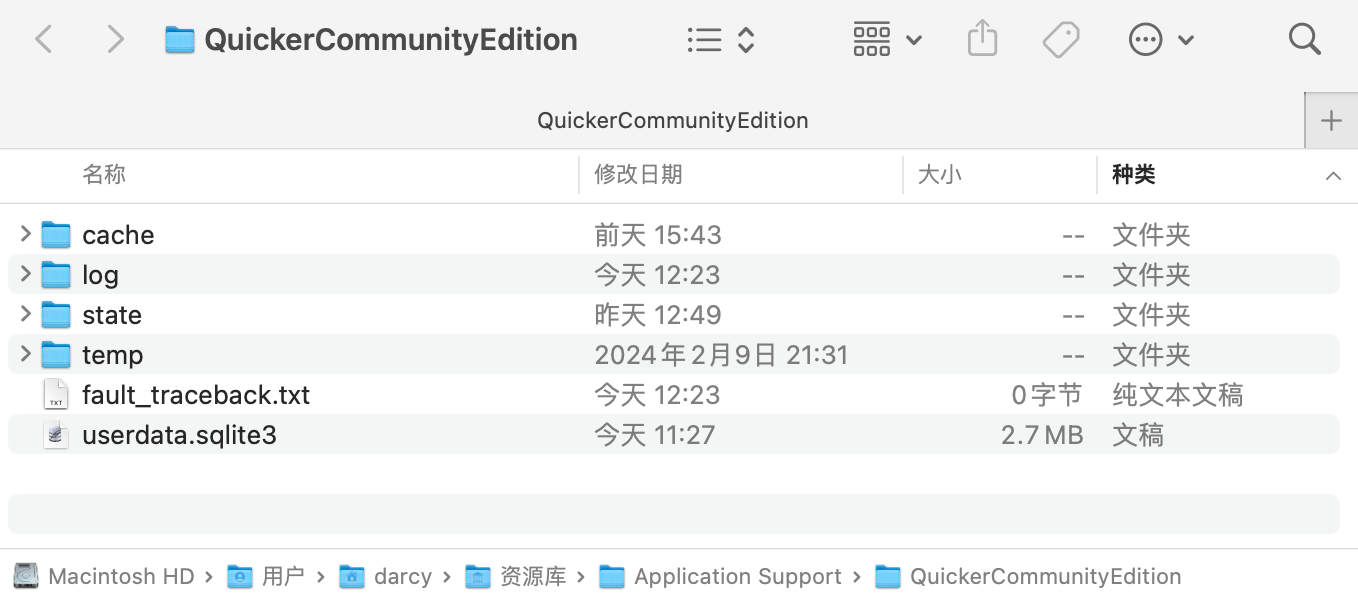 QuickerCommunityEdition
QuickerCommunityEdition
名称 修改日期 大小 种类
cache 前天 15:43 -- 文件夹
log 今天 12:23 -- 文件夹
state 昨天 12:49 -- 文件夹
temp 2024年2月9日 21:31 -- 文件夹
TXT fault_traceback.txt 今天 12:23 0字节 纯文本文稿
userdata.sqlite3 今天 11:27 2.7 MB 文稿
Macintosh HD › 用户 › darcy › 资源库 › Application Support › QuickerCommunityEdition